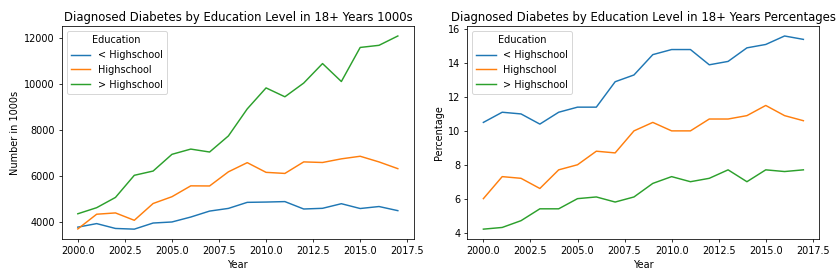 Diagnosed Diabetes by Education Level in 18+ Years 1000s
Education
< Highschool
Highschool
> Highschool
12000
10000
8000
6000
4000
Number in 1000s
2000.0
2002.5
2005.0
2007.5
2010.0
2012.5
2015.0
2017.5
Year
Diagnosed Diabetes by Education Level in 18+ Years Percentages
Education
< Highschool
Highschool
> Highschool
16
14
12
10
8
6
4
Percentage
2000.0
2002.5
2005.0
2007.5
2010.0
2012.5
2015.0
2017.5
Year